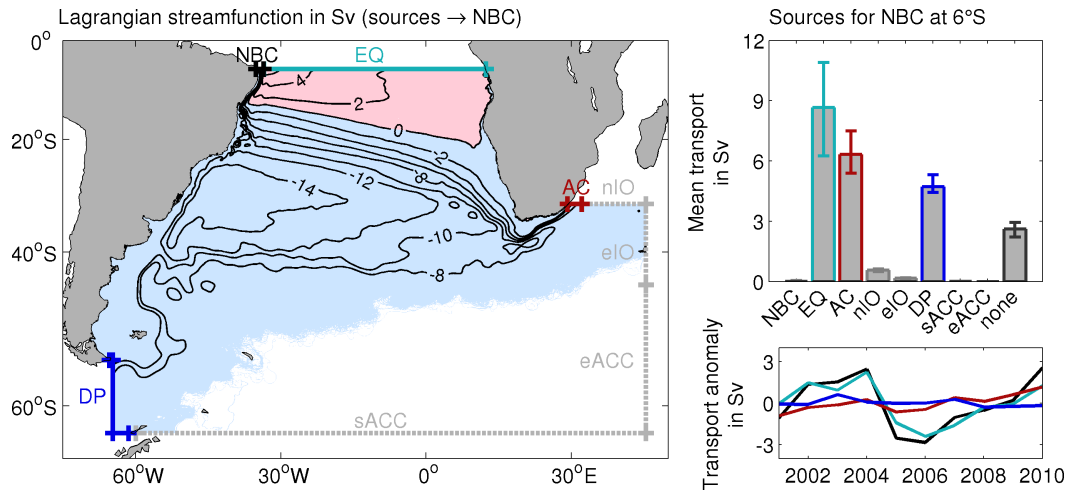 Lagrangian streamfunction in Sv (sources → NBC)
0°
20°S
40°S
60°S
60°W
30°W
0°
30°E
NBC
EQ
4
2
0
-2
-8
-12
-14
-10
-8
AC
nIO
eIO
eACC
sACC
DP
Sources for NBC at 6°S
Mean transport
in Sv
12
9
6
3
0
NBC
EQ
AC
nIO
eIO
DP
sACC
eACC
none
Transport anomaly
in Sv
3
0
-3
2002
2004
2006
2008
2010